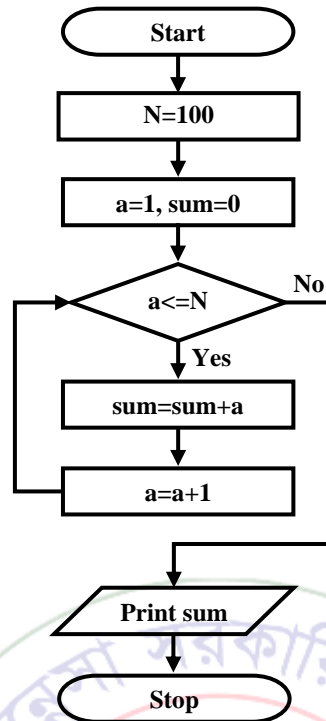 Start
N=100
a=1, sum=0
a<=N
No
Yes
sum=sum+a
a=a+1
Print sum
Stop